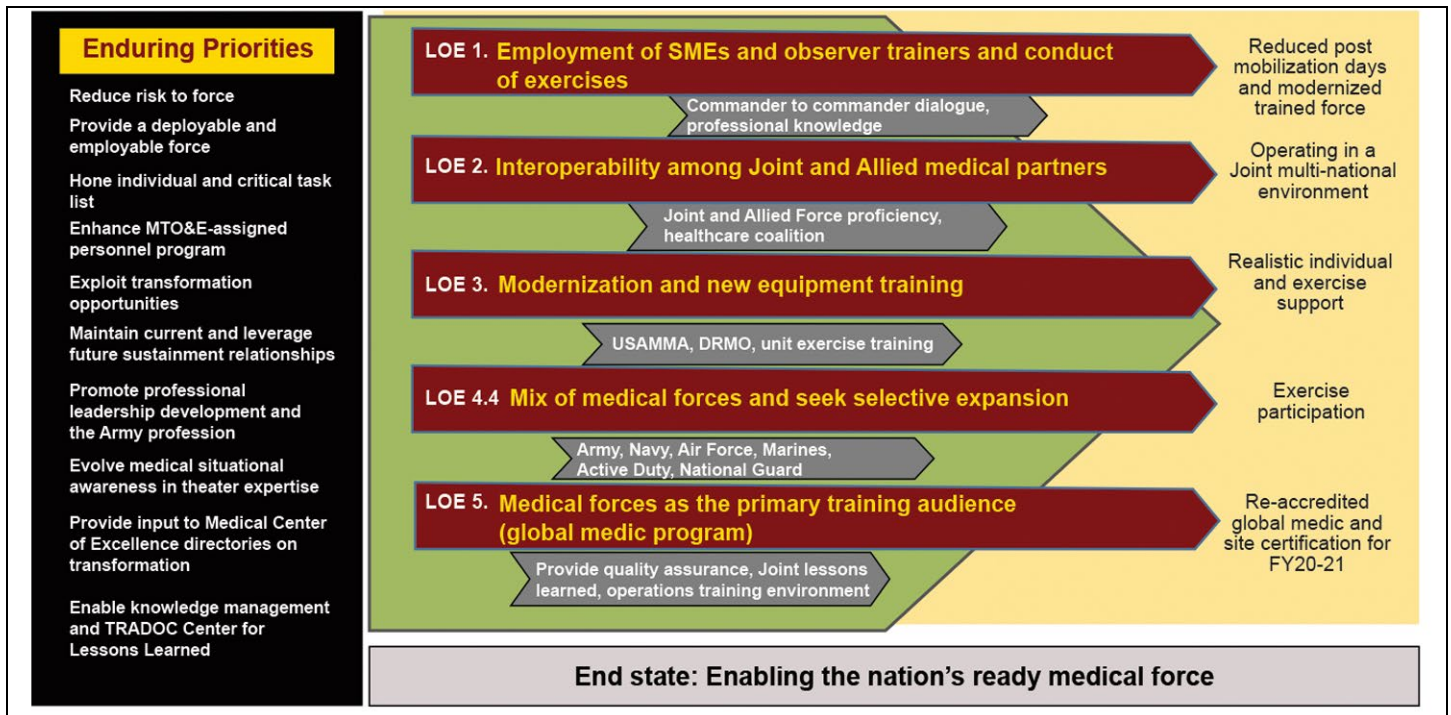 Enduring Priorities
Reduce risk to force
Provide a deployable and
employable force
Hone individual and critical task
list
Enhance MTO&E-assigned
personnel program
Exploit transformation
opportunities
Maintain current and leverage
future sustainment relationships
Promote professional
leadership development and
the Army profession
Evolve medical situational
awareness in theater expertise
Provide input to Medical Center
of Excellence directories on
transformation
Enable knowledge management
and TRADOC Center for
Lessons Learned
LOE 1. Employment of SMEs and observer trainers and conduct
of exercises
Commander to commander dialogue,
professional knowledge
Reduced post
mobilization days
and modernized
trained force
LOE 2. Interoperability among Joint and Allied medical partners
Joint and Allied Force proficiency,
healthcare coalition
Operating in a
Joint multi-national
environment
LOE 3. Modernization and new equipment training
USAMMA, DRMO, unit exercise training
Realistic individual
and exercise
support
LOE 4.4 Mix of medical forces and seek selective expansion
Army, Navy, Air Force, Marines,
Active Duty, National Guard
Exercise
participation
LOE 5. Medical forces as the primary training audience
(global medic program)
Provide quality assurance, Joint lessons
learned, operations training environment
Re-accredited
global medic and
site certification for
FY20-21
End state: Enabling the nation's ready medical force